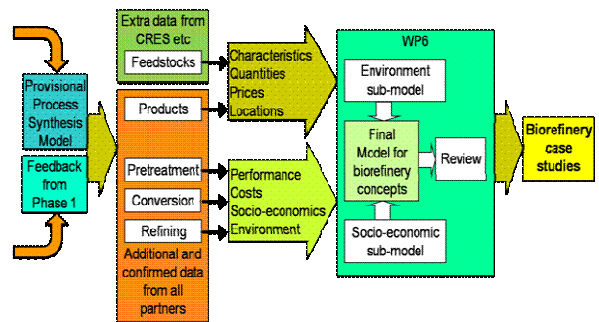 Provisional
Process
Synthesis
Model
Feedback
from
Phase 1
Extra data from
CRES etc
Feedstocks
Products
Pretreatment
Conversion
Refining
Additional and
confirmed data
from all
partners
Characteristics
Quantities
Prices
Locations
Performance
Costs
Socio-economics
Environment
WP6
Environment
sub-model
Final
Model for
biorefinery
concepts
Review
Socio-economic
sub-model
Biorefinery
case
studies